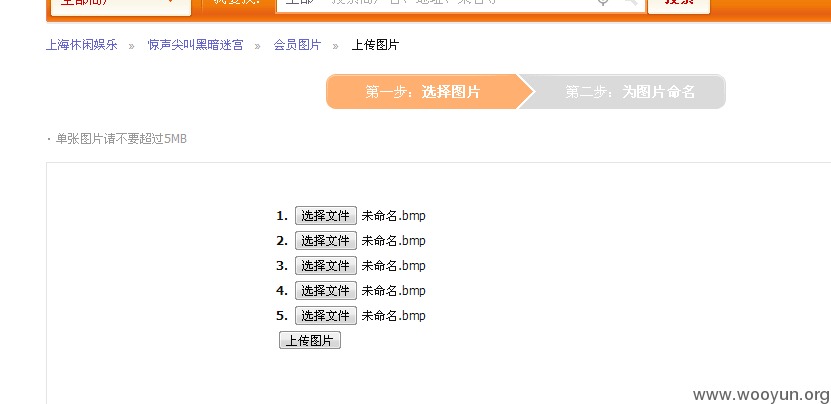 上海休闲娱乐 » 惊声尖叫黑暗迷宫 » 会员图片 » 上传图片
第一步：选择图片 第二步：为图片命名
· 单张图片请不要超过5MB
1. 选择文件 未命名.bmp
2. 选择文件 未命名.bmp
3. 选择文件 未命名.bmp
4. 选择文件 未命名.bmp
5. 选择文件 未命名.bmp
上传图片
www.wooyun.org